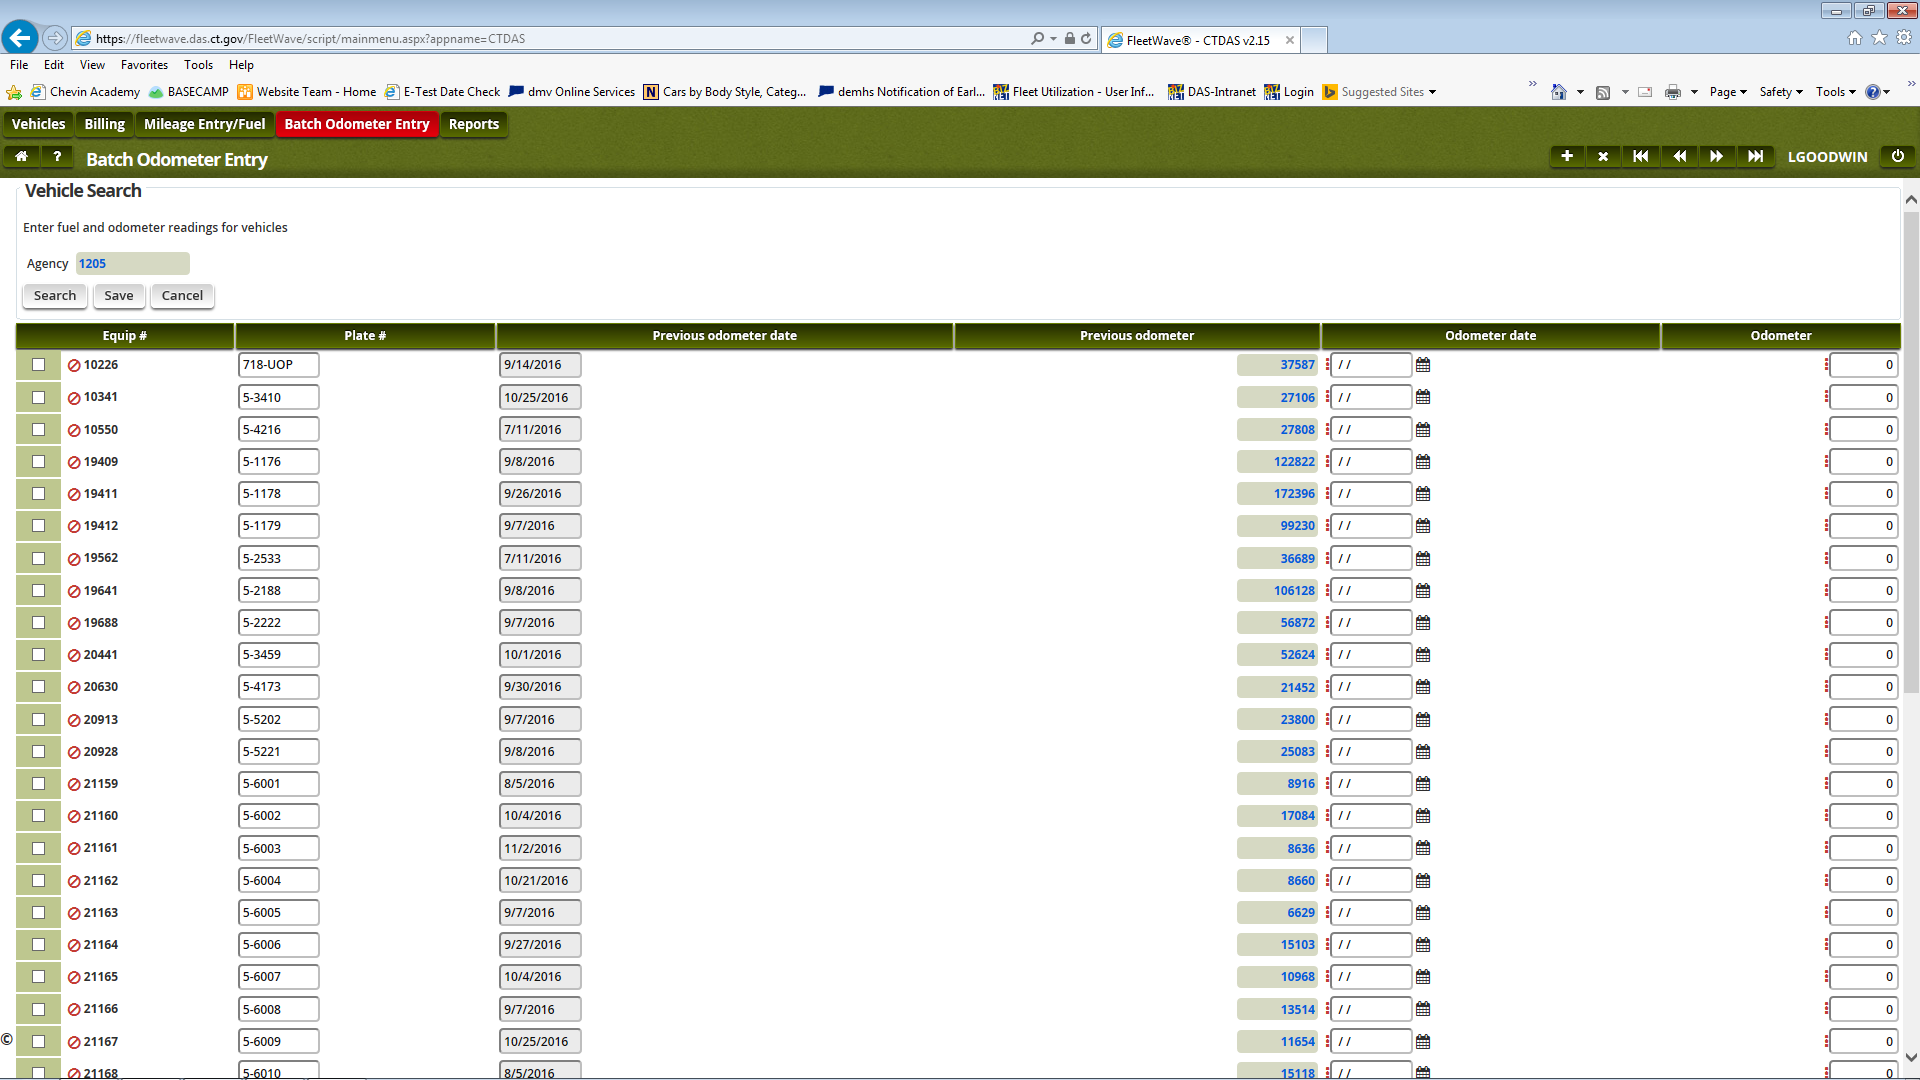 https://fleetwave.das.ct.gov/FleetWave/script/mainmenu.aspx?appname=CTDAS FleetWave® - CTDAS v2.15
File Edit View Favorites Tools Help
Chevin Academy BASECAMP Website Team - Home E-Test Date Check dmv Online Services Cars by Body Style, Categ... demhs Notification of Earl... Fleet Utilization - User Inf... DAS-Intranet Login Suggested Sites Page Safety Tools
Vehicles Billing Mileage Entry/Fuel Batch Odometer Entry Reports
? Batch Odometer Entry LGOODWIN
Vehicle Search
Enter fuel and odometer readings for vehicles
Agency 1205
Search Save Cancel
Equip # Plate # Previous odometer date Previous odometer Odometer date Odometer
10226 718-UOP 9/14/2016 37587 / / 0
10341 5-3410 10/25/2016 27106 / / 0
10550 5-4216 7/11/2016 27808 / / 0
19409 5-1176 9/8/2016 122822 / / 0
19411 5-1178 9/26/2016 172396 / / 0
19412 5-1179 9/7/2016 99230 / / 0
19562 5-2533 7/11/2016 36689 / / 0
19641 5-2188 9/8/2016 106128 / / 0
19688 5-2222 9/7/2016 56872 / / 0
20441 5-3459 10/1/2016 52624 / / 0
20630 5-4173 9/30/2016 21452 / / 0
20913 5-5202 9/7/2016 23800 / / 0
20928 5-5221 9/8/2016 25083 / / 0
21159 5-6001 8/5/2016 8916 / / 0
21160 5-6002 10/4/2016 17084 / / 0
21161 5-6003 11/2/2016 8636 / / 0
21162 5-6004 10/21/2016 8660 / / 0
21163 5-6005 9/7/2016 6629 / / 0
21164 5-6006 9/27/2016 15103 / / 0
21165 5-6007 10/4/2016 10968 / / 0
21166 5-6008 9/7/2016 13514 / / 0
© 21167 5-6009 10/25/2016 11654 / / 0
21168 5-6010 8/5/2016 15118 / / 0